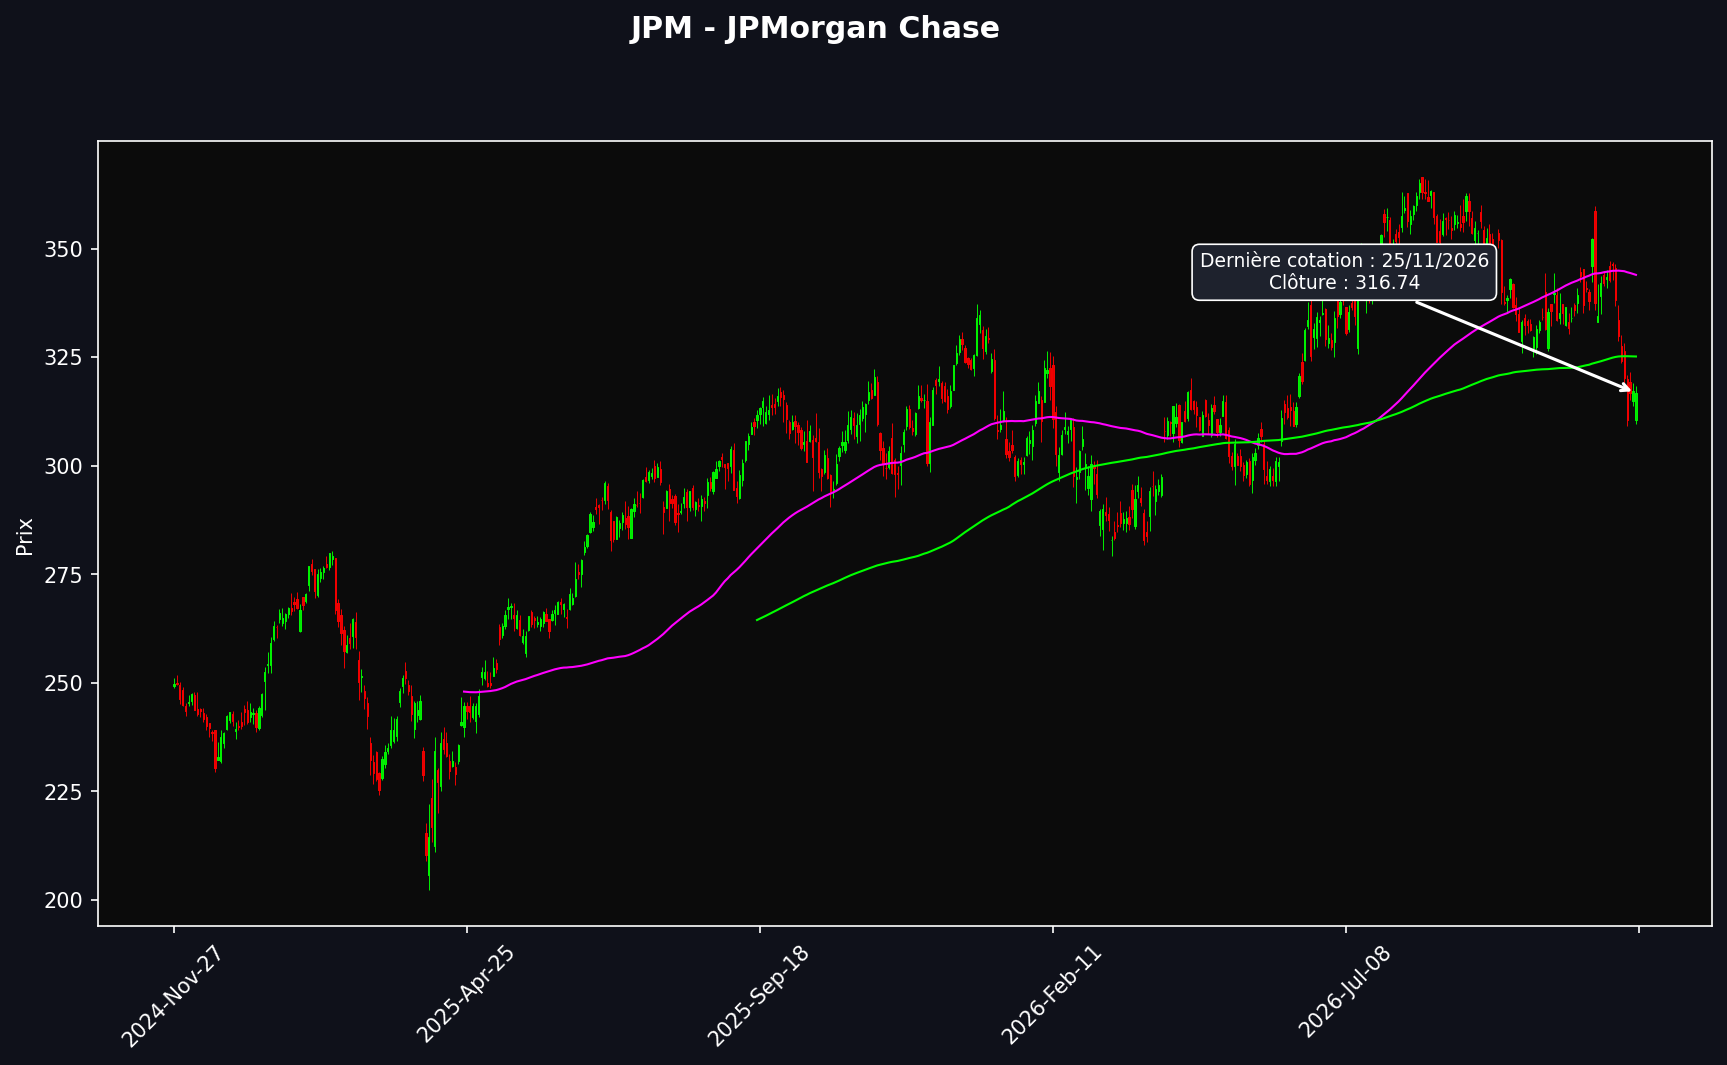 JPM - JPMorgan Chase
Prix
350
325
300
275
250
225
200
Dernière cotation : 25/11/2026
Clôture : 316.74
2024-Nov-27
2025-Apr-25
2025-Sep-18
2026-Feb-11
2026-Jul-08